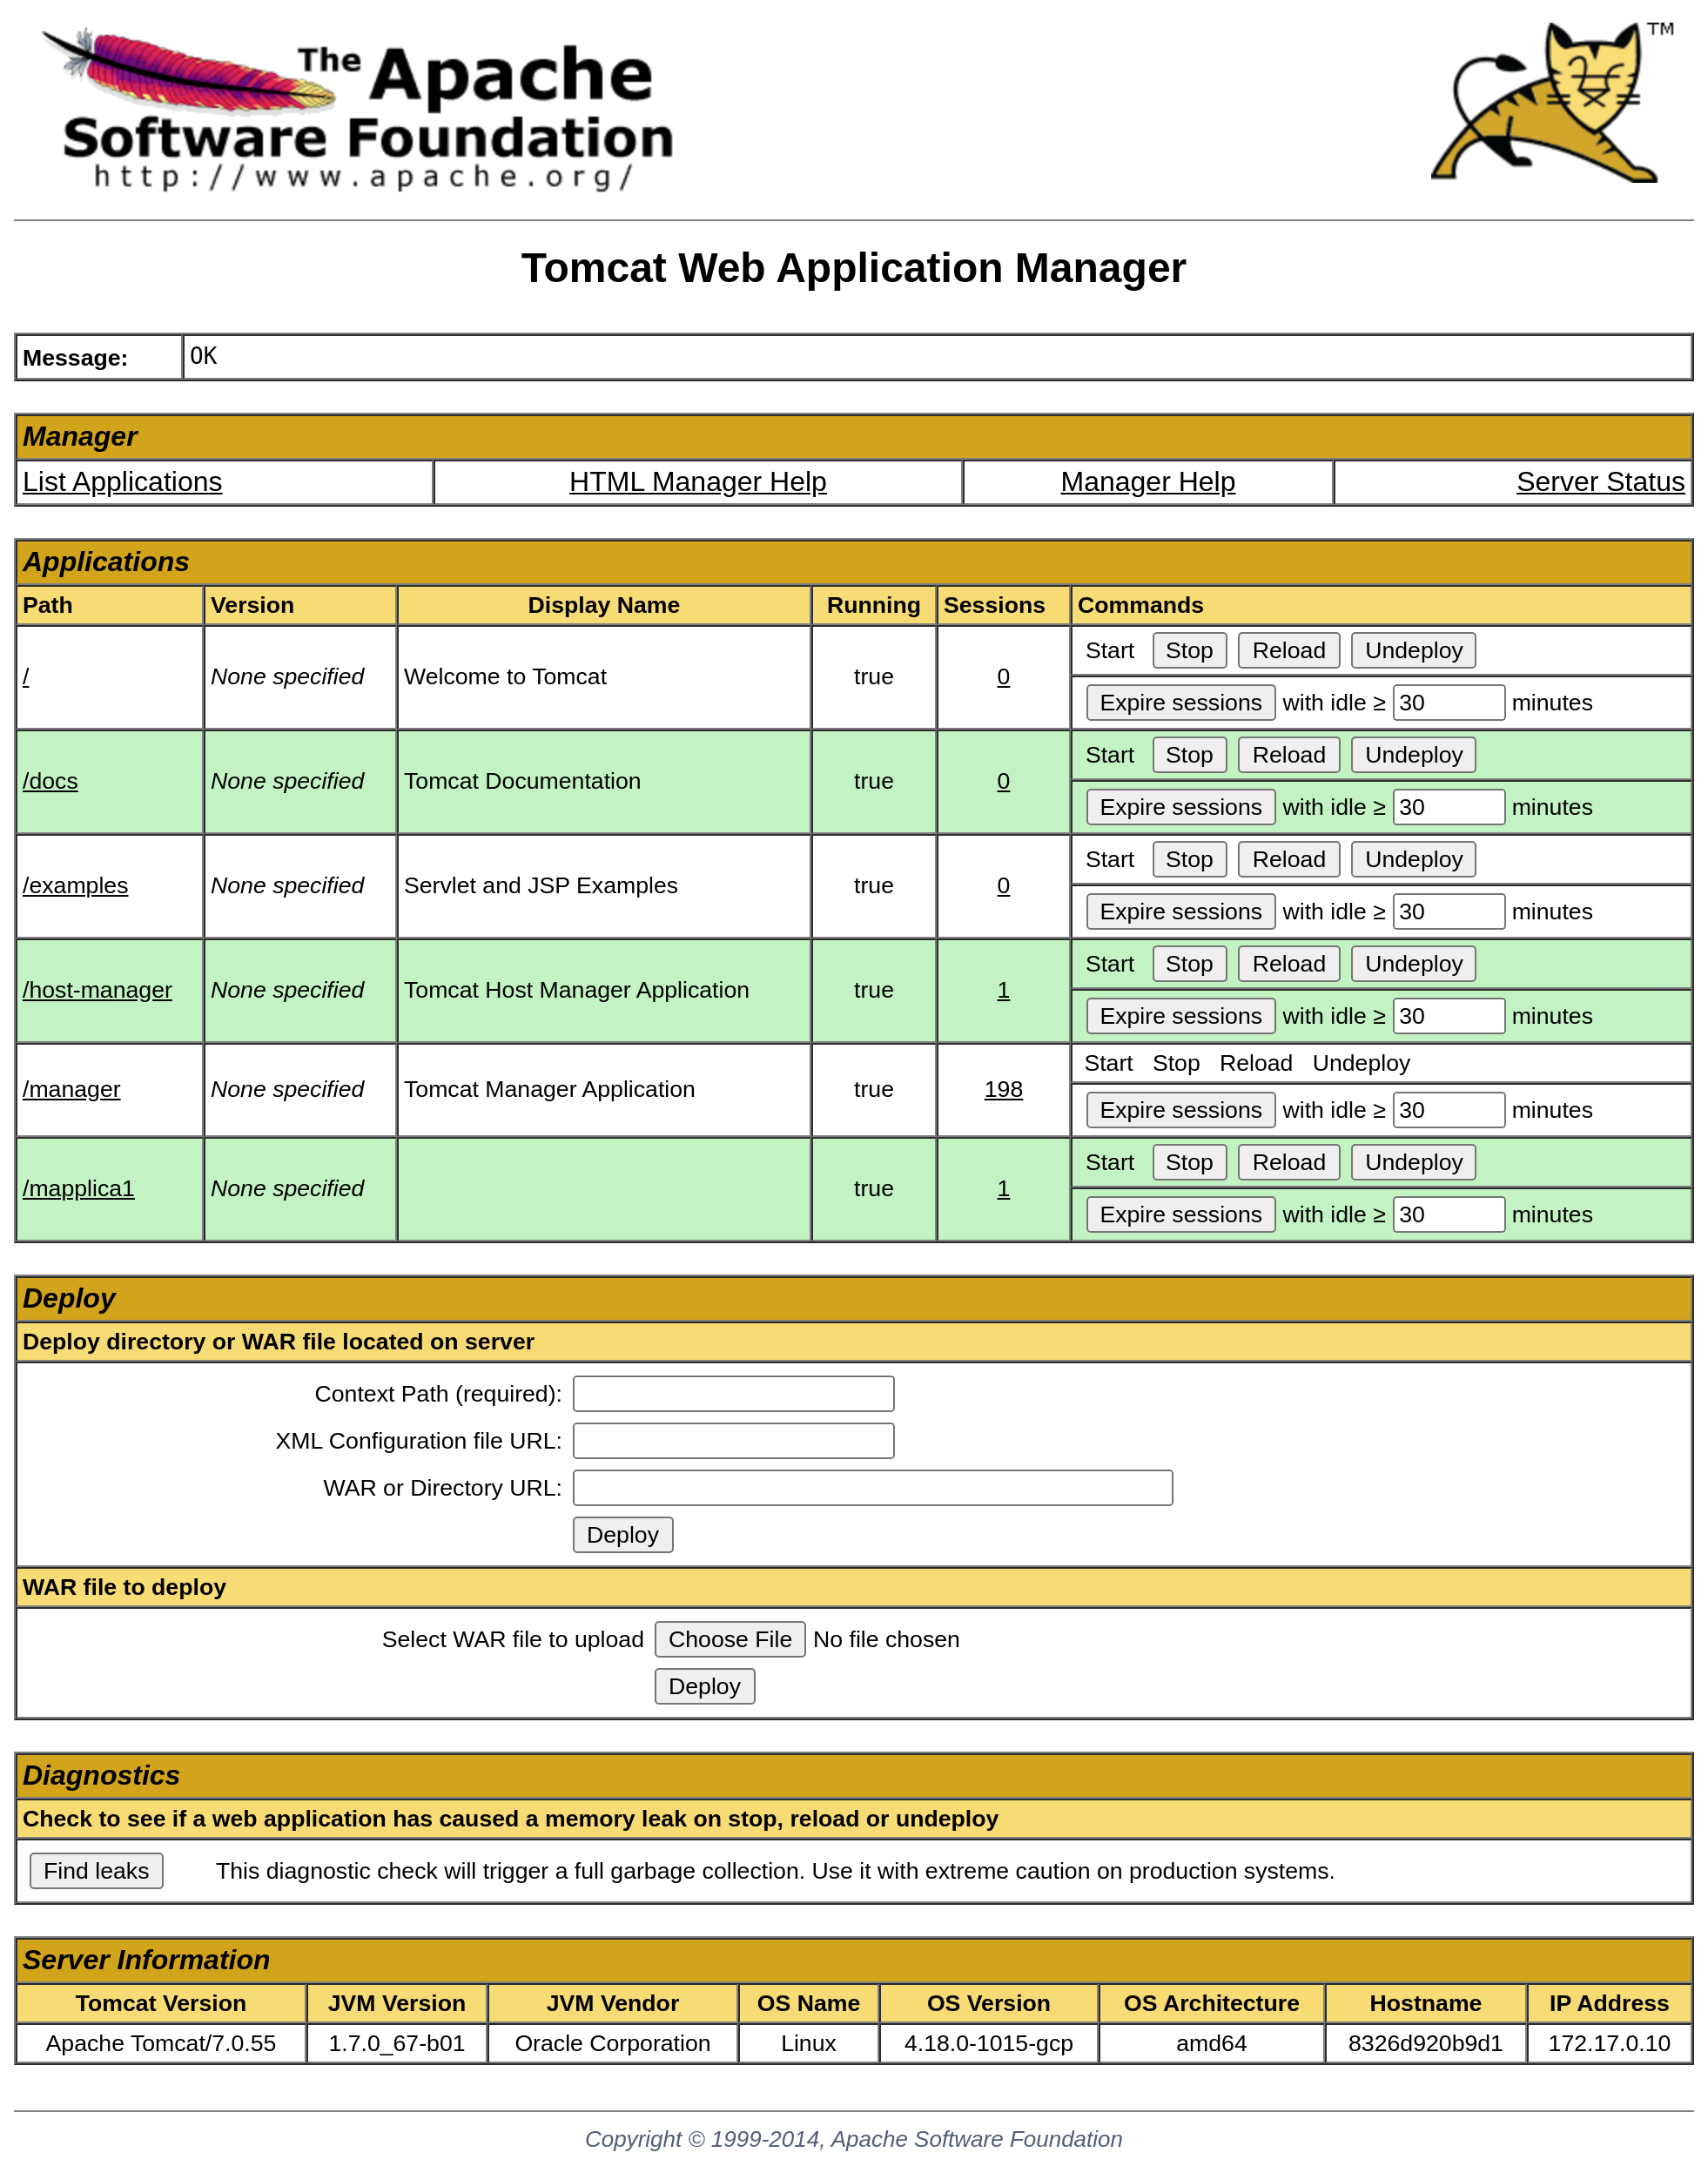 The Apache
Software Foundation
http://www.apache.org/
TM
Tomcat Web Application Manager
Message: OK
Manager
List Applications HTML Manager Help Manager Help Server Status
Applications
Path Version Display Name Running Sessions Commands
/ None specified Welcome to Tomcat true 0 Start Stop Reload Undeploy
Expire sessions with idle ≥ 30 minutes
/docs None specified Tomcat Documentation true 0 Start Stop Reload Undeploy
Expire sessions with idle ≥ 30 minutes
/examples None specified Servlet and JSP Examples true 0 Start Stop Reload Undeploy
Expire sessions with idle ≥ 30 minutes
/host-manager None specified Tomcat Host Manager Application true 1 Start Stop Reload Undeploy
Expire sessions with idle ≥ 30 minutes
/manager None specified Tomcat Manager Application true 198 Start Stop Reload Undeploy
Expire sessions with idle ≥ 30 minutes
/mapplica1 None specified true 1 Start Stop Reload Undeploy
Expire sessions with idle ≥ 30 minutes
Deploy
Deploy directory or WAR file located on server
Context Path (required):
XML Configuration file URL:
WAR or Directory URL:
Deploy
WAR file to deploy
Select WAR file to upload Choose File No file chosen
Deploy
Diagnostics
Check to see if a web application has caused a memory leak on stop, reload or undeploy
Find leaks This diagnostic check will trigger a full garbage collection. Use it with extreme caution on production systems.
Server Information
Tomcat Version JVM Version JVM Vendor OS Name OS Version OS Architecture Hostname IP Address
Apache Tomcat/7.0.55 1.7.0_67-b01 Oracle Corporation Linux 4.18.0-1015-gcp amd64 8326d920b9d1 172.17.0.10
Copyright © 1999-2014, Apache Software Foundation